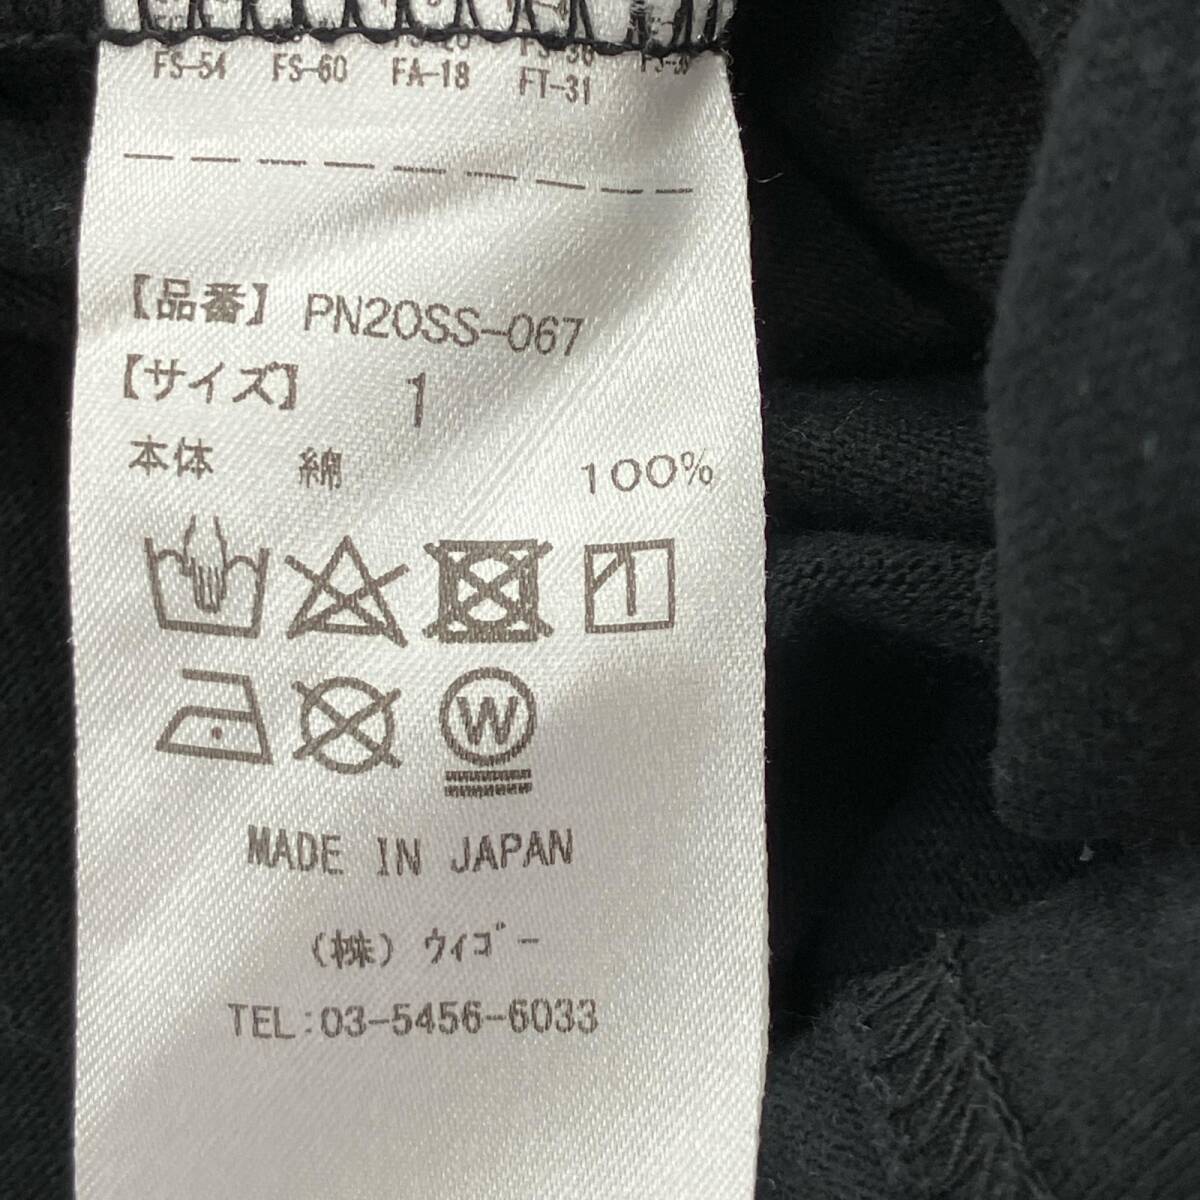 FS-54 FS-60 FA-18 FT-31
【品番】 PN20SS-067
【サイズ】 1
本体 綿 100%
W
MADE IN JAPAN
(株) ウィゴー
TEL:03-5456-6033